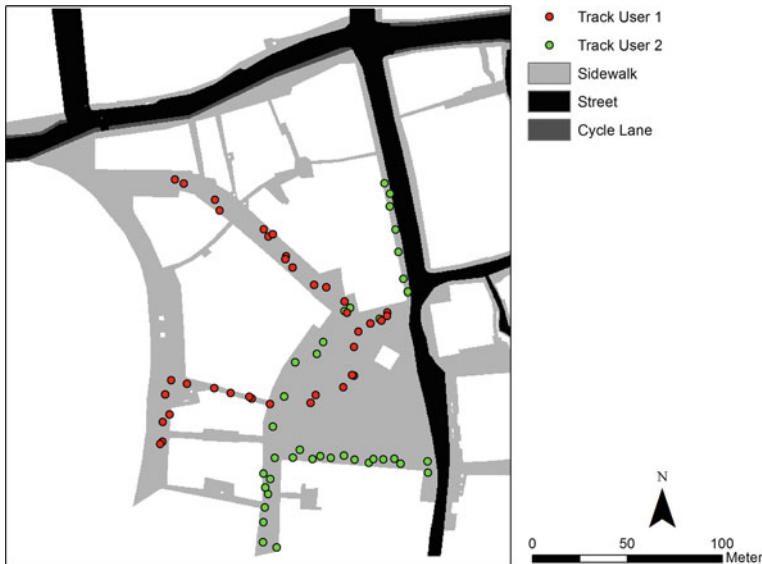 Track User 1
Track User 2
Sidewalk
Street
Cycle Lane
N
0 50 100
Meter